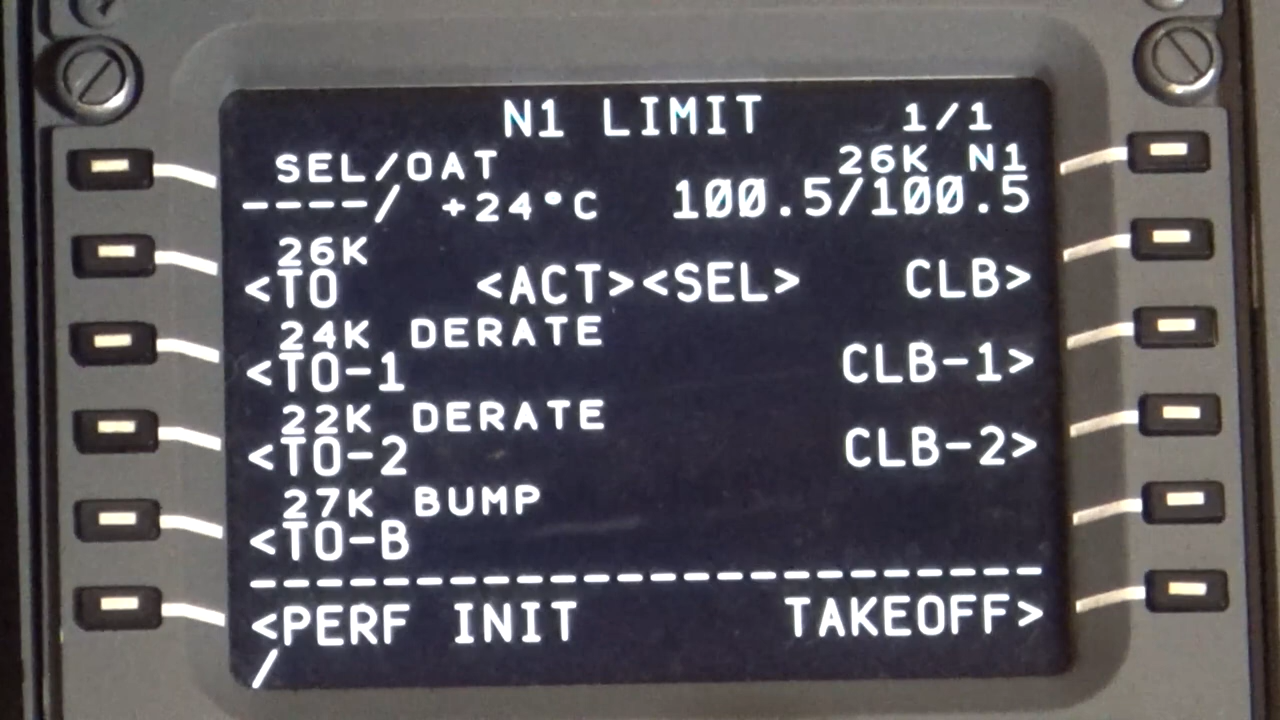 N1 LIMIT 1/1
SEL/OAT 26K N1
----/ +24°C 100.5/100.5
26K
<TO <ACT><SEL> CLB>
24K DERATE
<TO-1 CLB-1>
22K DERATE
<TO-2 CLB-2>
27K BUMP
<TO-B
------------------------
<PERF INIT TAKEOFF>
/